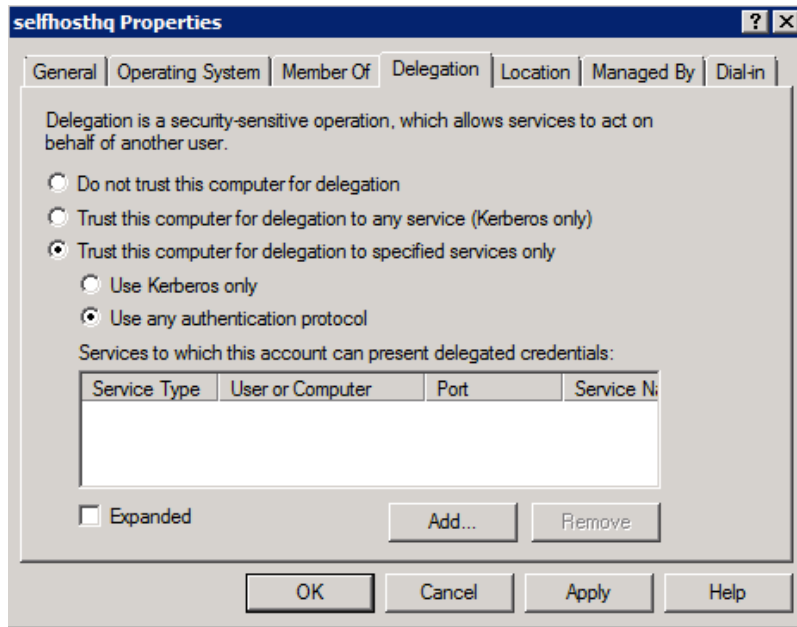 selfhosthq Properties
General
Operating System
Member Of
Delegation
Location
Managed By
Dial-in
Delegation is a security-sensitive operation, which allows services to act on
behalf of another user.
Do not trust this computer for delegation
Trust this computer for delegation to any service (Kerberos only)
Trust this computer for delegation to specified services only
Use Kerberos only
Use any authentication protocol
Services to which this account can present delegated credentials:
Service Type
User or Computer
Port
Service Na
Expanded
Add...
Remove
OK
Cancel
Apply
Help